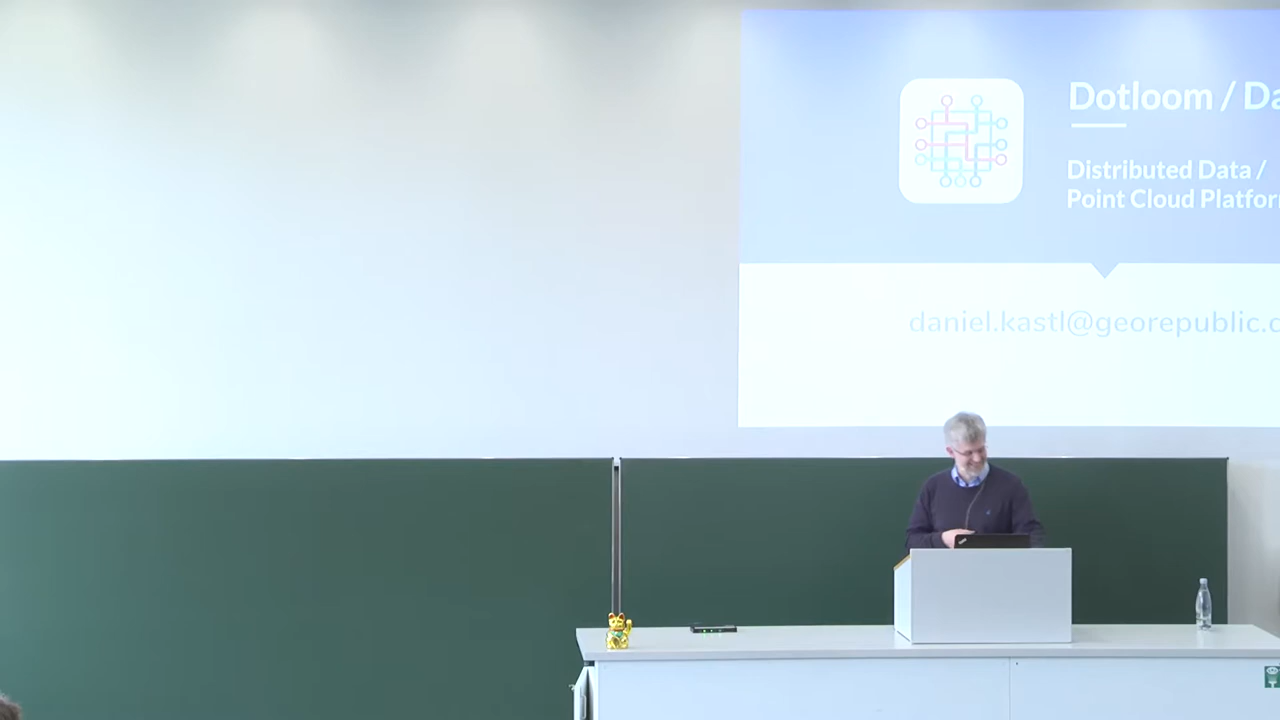 Dotloom / Da
Distributed Data /
Point Cloud Platfor
daniel.kastl@georepublic.